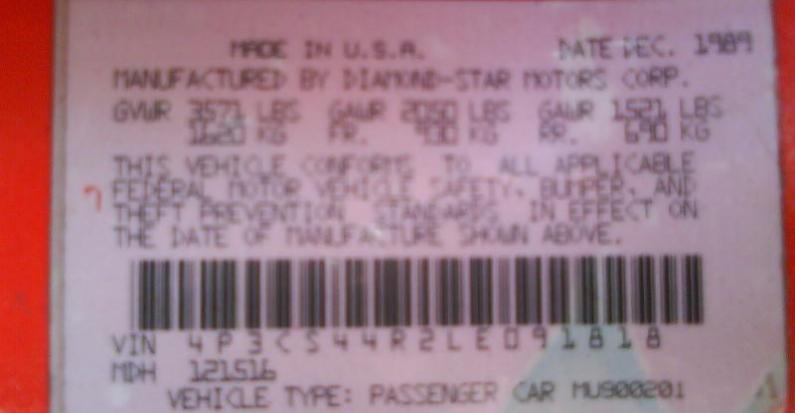 MADE IN U.S.A. DATE DEC. 1989
MANUFACTURED BY DIAMOND-STAR MOTORS CORP.
GVWR 3571 LBS GAWR 2050 LBS GAWR 1521 LBS
1620 KG FR. 930 KG RR. 690 KG
THIS VEHICLE CONFORMS TO ALL APPLICABLE
FEDERAL MOTOR VEHICLE SAFETY, BUMPER, AND
THEFT PREVENTION STANDARDS IN EFFECT ON
THE DATE OF MANUFACTURE SHOWN ABOVE.
VIN 4P3CS44R2LE091818
MDH 121516
VEHICLE TYPE: PASSENGER CAR MU900201